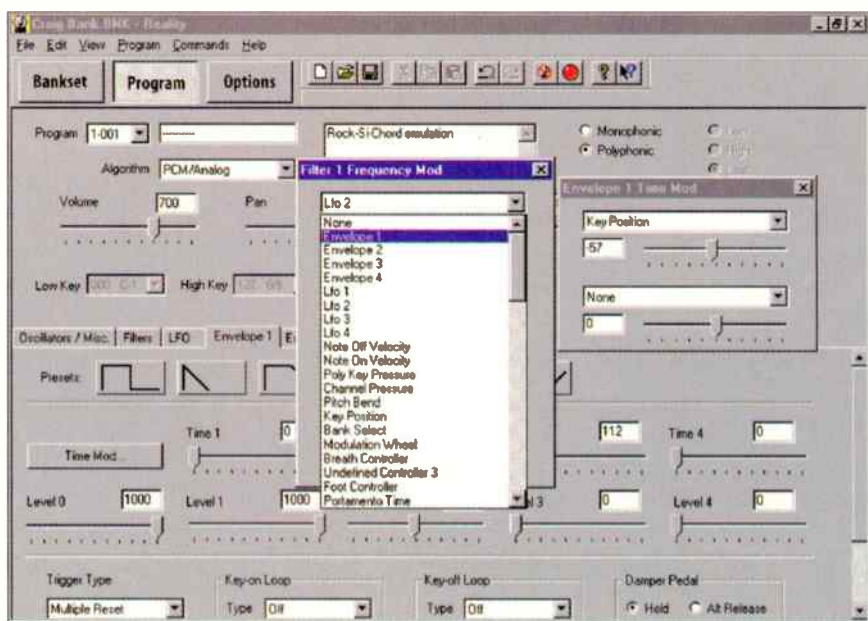 Craig Bank.BNK - Reality
File Edit View Program Commands Help
Bankset Program Options
Program 1-001 --------- Rock-Si-Chord emulation
Monophonic
Polyphonic
Algorithm PCM/Analog
Filter 1 Frequency Mod
Envelope 1 Time Mod
Volume 700 Pan
Lfo 2
None
Envelope 1
Envelope 2
Envelope 3
Envelope 4
Lfo 1
Lfo 2
Lfo 3
Lfo 4
Note Off Velocity
Note On Velocity
Poly Key Pressure
Channel Pressure
Pitch Bend
Key Position
Bank Select
Modulation Wheel
Breath Controller
Undefined Controller 3
Foot Controller
Portamento Time
Key Position
-57
None
0
Low Key High Key
Oscillators / Misc. Filters LFO Envelope 1
Presets:
Time Mod...
Time 1 0 112 Time 4 0
Level 0 1000 Level 1 1000 0 Level 4 0
Trigger Type Key-on Loop Key-off Loop Damper Pedal
Multiple Reset Type Off Type Off Hold Alt Release